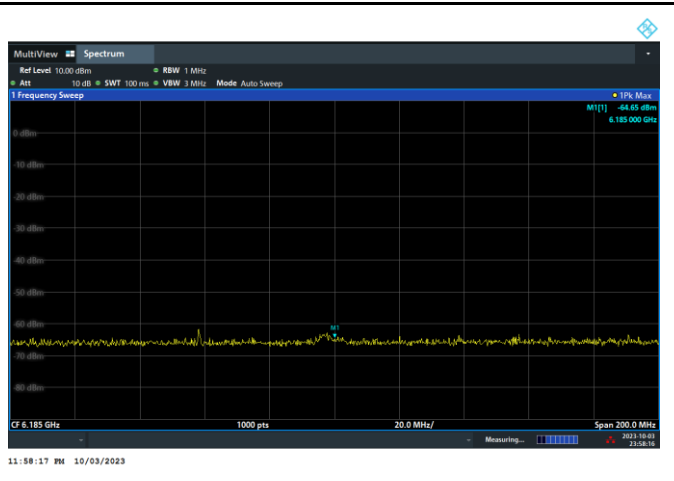 MultiView Spectrum
Ref Level 10.00 dBm RBW 1 MHz
Att 10 dB SWT 100 ms VBW 3 MHz Mode Auto Sweep
1 Frequency Sweep 1Pk Max
M1[1] -64.65 dBm
6.185 000 GHz
0 dBm
-10 dBm
-20 dBm
-30 dBm
-40 dBm
-50 dBm
M1
-60 dBm
-70 dBm
-80 dBm
CF 6.185 GHz 1000 pts 20.0 MHz/ Span 200.0 MHz
Measuring... 2023-10-03
23:58:16
11:58:17 PM 10/03/2023